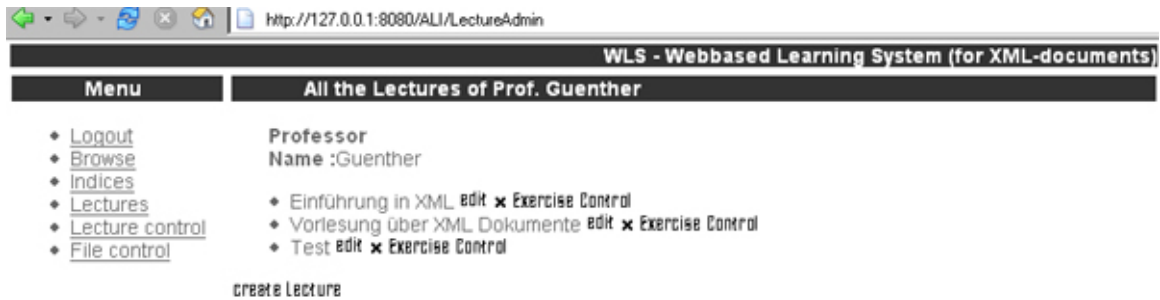 http://127.0.0.1:8080/ALI/LectureAdmin
WLS - Webbased Learning System (for XML-documents)
Menu
All the Lectures of Prof. Guenther
Logout
Browse
Indices
Lectures
Lecture control
File control
Professor
Name :Guenther
Einführung in XML edit x Exercise Control
Vorlesung über XML Dokumente edit x Exercise Control
Test edit x Exercise Control
create Lecture